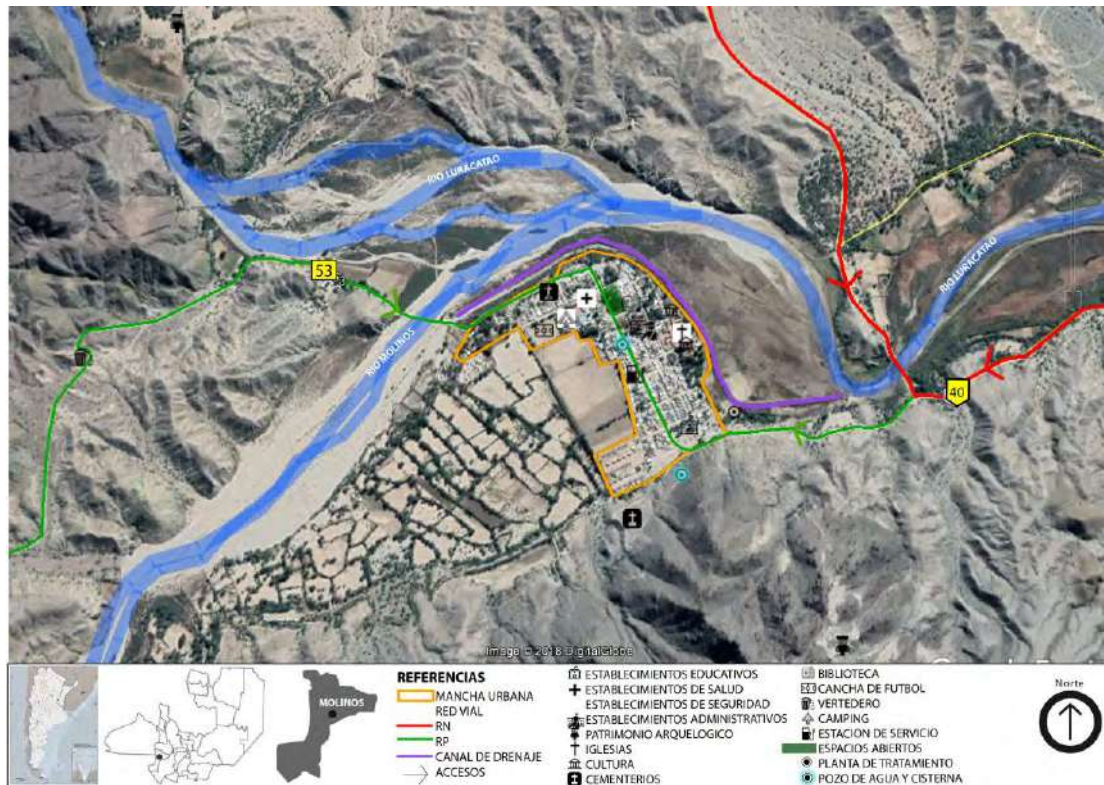 RIO LURACATAO
53
RIO MOLINOS
RIO LURACATAO
40
Image © 2018 DigitalGlobe
MOLINOS
REFERENCIAS
MANCHA URBANA
RED VIAL
RN
RP
CANAL DE DRENAJE
ACCESOS
ESTABLECIMIENTOS EDUCATIVOS
ESTABLECIMIENTOS DE SALUD
ESTABLECIMIENTOS DE SEGURIDAD
ESTABLECIMIENTOS ADMINISTRATIVOS
PATRIMONIO ARQUELOGICO
IGLESIAS
CULTURA
CEMENTERIOS
BIBLIOTECA
CANCHA DE FUTBOL
VERTEDERO
CAMPING
ESTACION DE SERVICIO
ESPACIOS ABIERTOS
PLANTA DE TRATAMIENTO
POZO DE AGUA Y CISTERNA
Norte